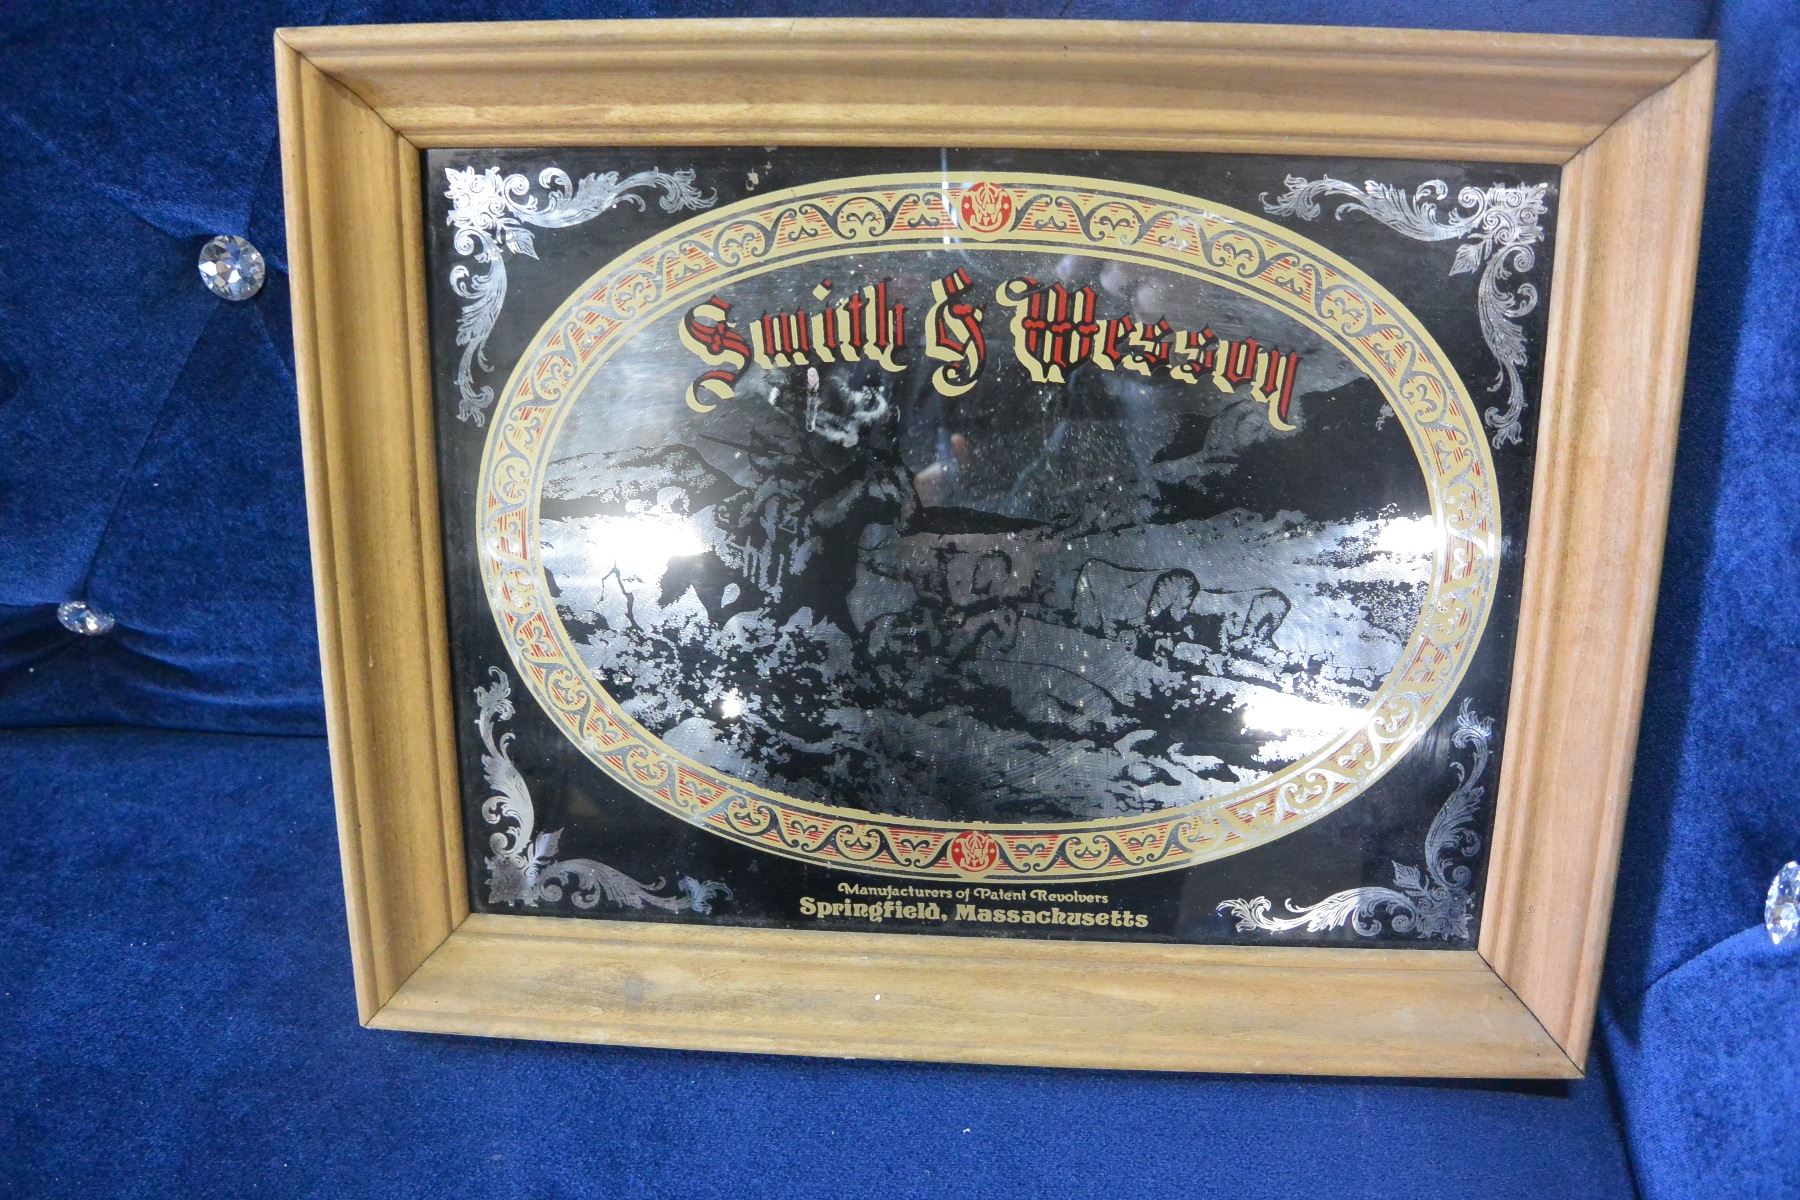 Smith & Wesson
Manufacturers of Patent Revolvers
Springfield, Massachusetts